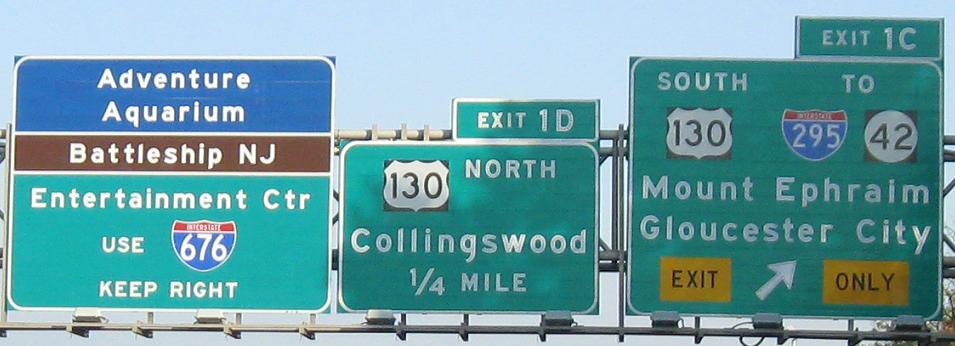 Adventure
Aquarium
Battleship NJ
Entertainment Ctr
USE INTERSTATE 676
KEEP RIGHT
EXIT 1D
130 NORTH
Collingswood
1/4 MILE
EXIT 1C
SOUTH TO
130 INTERSTATE 295 42
Mount Ephraim
Gloucester City
EXIT ONLY